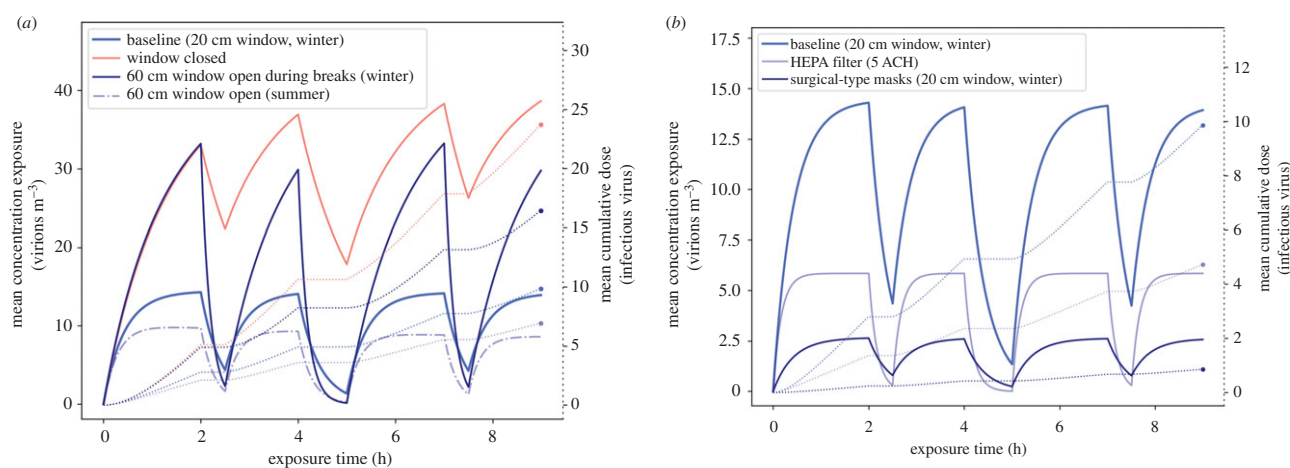 (a)
baseline (20 cm window, winter)
window closed
60 cm window open during breaks (winter)
60 cm window open (summer)
mean concentration exposure
(virions m⁻³)
40
30
20
10
0
0 2 4 6 8
exposure time (h)
30
25
20
15
10
5
0
mean cumulative dose
(infectious virus)
(b)
baseline (20 cm window, winter)
HEPA filter (5 ACH)
surgical-type masks (20 cm window, winter)
mean concentration exposure
(virions m⁻³)
17.5
15.0
12.5
10.0
7.5
5.0
2.5
0
0 2 4 6 8
exposure time (h)
12
10
8
6
4
2
0
mean cumulative dose
(infectious virus)